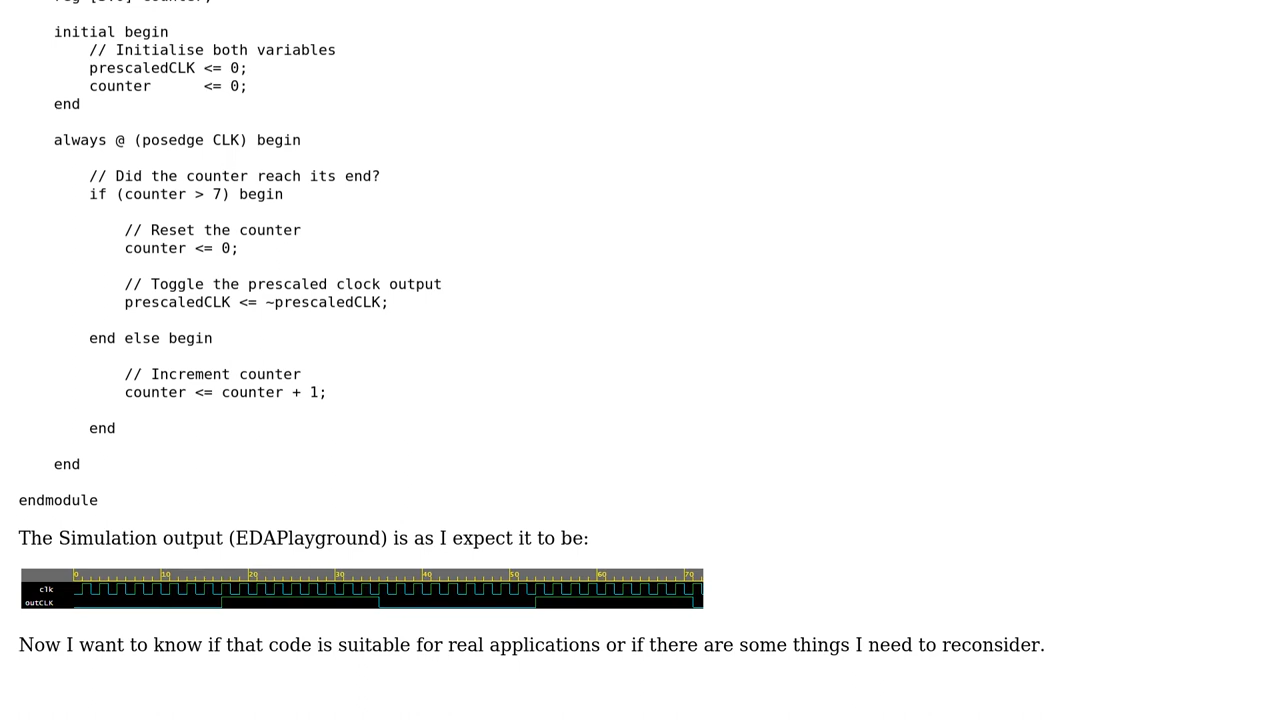 initial begin
// Initialise both variables
prescaledCLK <= 0;
counter <= 0;
end
always @ (posedge CLK) begin
// Did the counter reach its end?
if (counter > 7) begin
// Reset the counter
counter <= 0;
// Toggle the prescaled clock output
prescaledCLK <= ~prescaledCLK;
end else begin
// Increment counter
counter <= counter + 1;
end
end
endmodule
The Simulation output (EDAPlayground) is as I expect it to be:
0 10 20 30 40 50 60 70
clk
outCLK
Now I want to know if that code is suitable for real applications or if there are some things I need to reconsider.